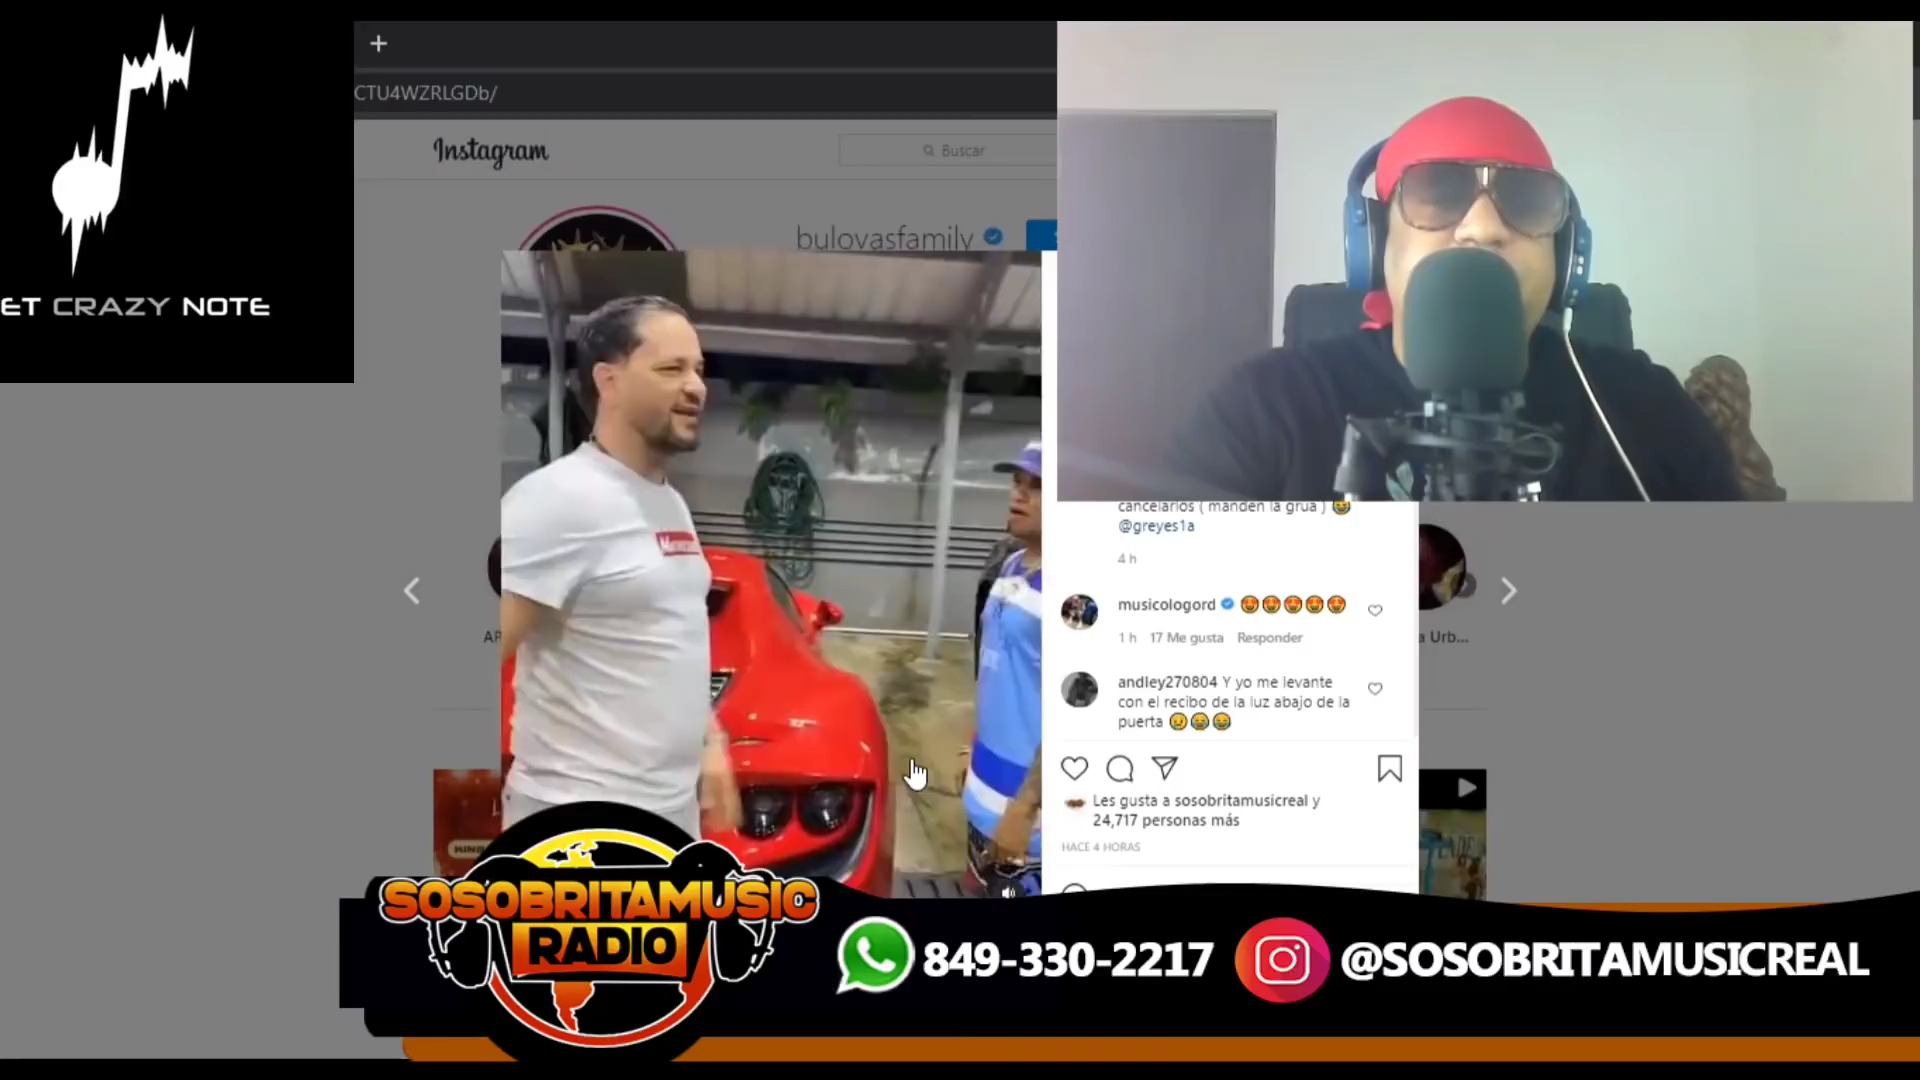 ET CRAZY NOTE
+
CTU4WZRLGDb/
Instagram
Buscar
bulovasfamily
cancelarlos ( manden la grua )
@greyes1a
4 h
musicologord
1 h 17 Me gusta Responder
andley270804 Y yo me levante
con el recibo de la luz abajo de la
puerta
Les gusta a sosobritamusicreal y
24,717 personas más
HACE 4 HORAS
a Urb...
SOSOBRITAMUSIC
RADIO
849-330-2217
@SOSOBRITAMUSICREAL